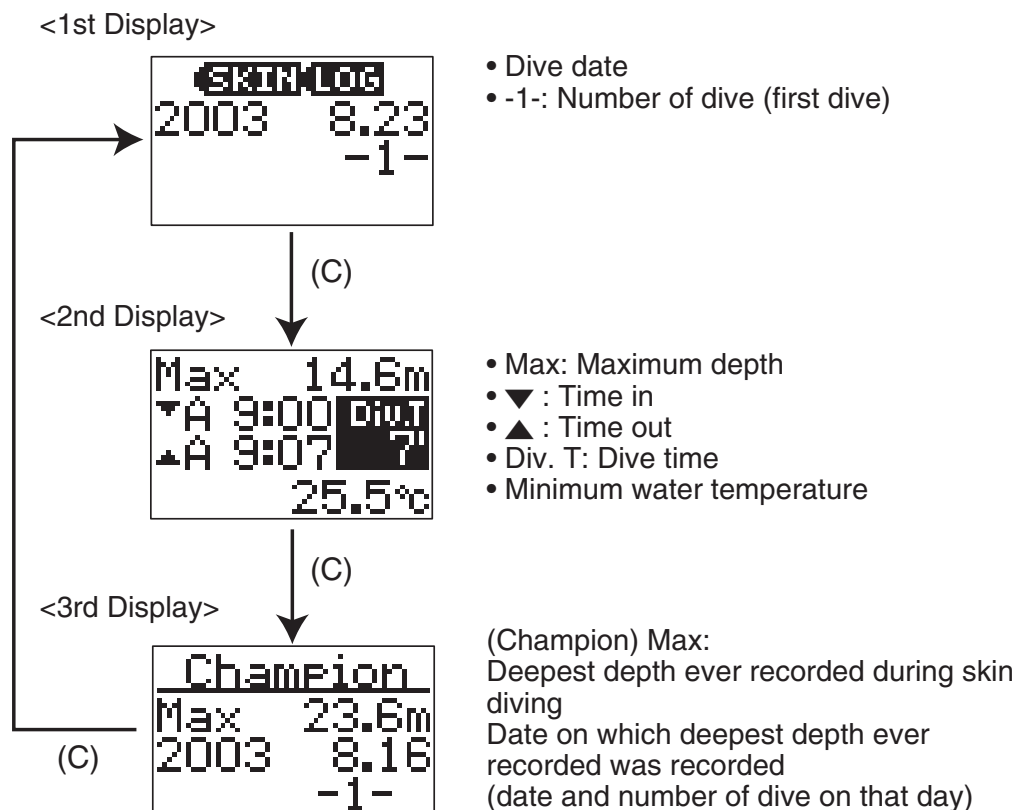 <1st Display>
SKIN LOG
2003 8.23
-1-
• Dive date
• -1-: Number of dive (first dive)
(C)
<2nd Display>
Max 14.6m
▼A 9:00 Div.T
▲A 9:07 7'
25.5°C
• Max: Maximum depth
• ▼ : Time in
• ▲ : Time out
• Div. T: Dive time
• Minimum water temperature
(C)
<3rd Display>
Champion
Max 23.6m
2003 8.16
-1-
(C)
(Champion) Max:
Deepest depth ever recorded during skin
diving
Date on which deepest depth ever
recorded was recorded
(date and number of dive on that day)